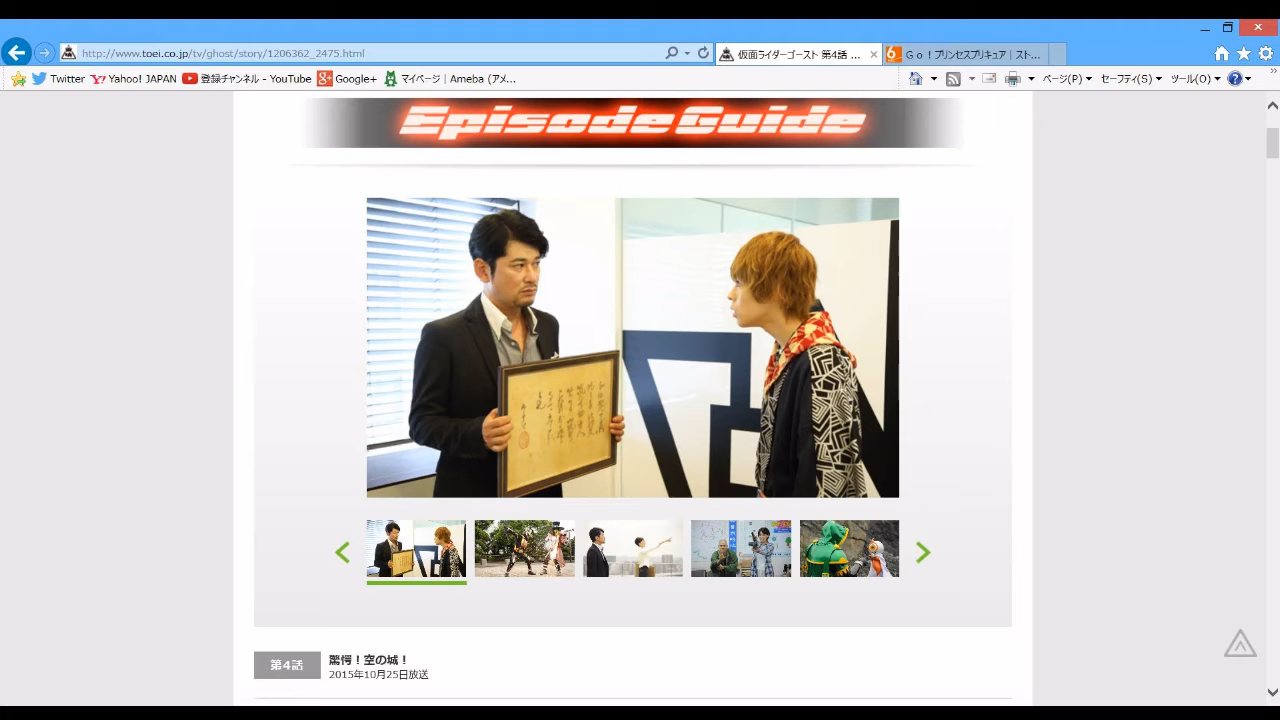 http://www.toei.co.jp/tv/ghost/story/1206362_2475.html
仮面ライダーゴースト 第4話 ...
Go!プリンセスプリキュア | スト...
Twitter
Yahoo! JAPAN
登録チャンネル - YouTube
Google+
マイページ | Ameba (アメ...
ページ(P)
セーフティ(S)
ツール(O)
Episode Guide
第4話
驚愕！空の城！
2015年10月25日放送